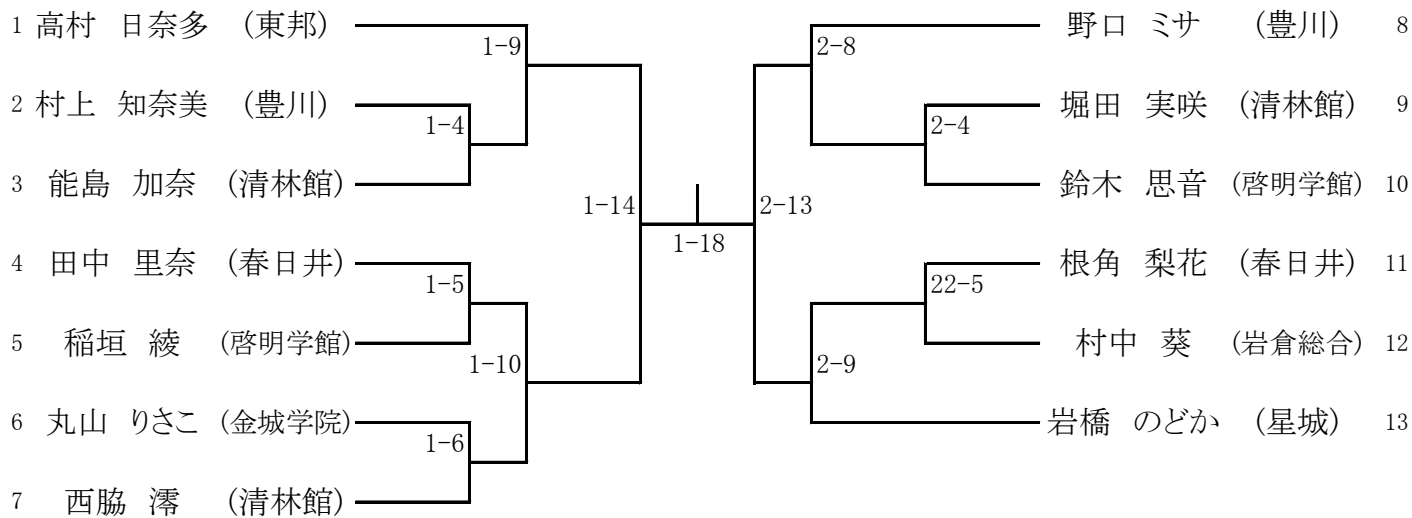 1 高村 日奈多 (東邦)
1-9
2 村上 知奈美 (豊川)
1-4
3 能島 加奈 (清林館)
1-14
4 田中 里奈 (春日井)
1-5
5 稲垣 綾 (啓明学館)
1-10
6 丸山 りさこ (金城学院)
1-6
7 西脇 澪 (清林館)
1-18
野口 ミサ (豊川) 8
2-8
堀田 実咲 (清林館) 9
2-4
鈴木 思音 (啓明学館) 10
2-13
根角 梨花 (春日井) 11
22-5
村中 葵 (岩倉総合) 12
2-9
岩橋 のどか (星城) 13